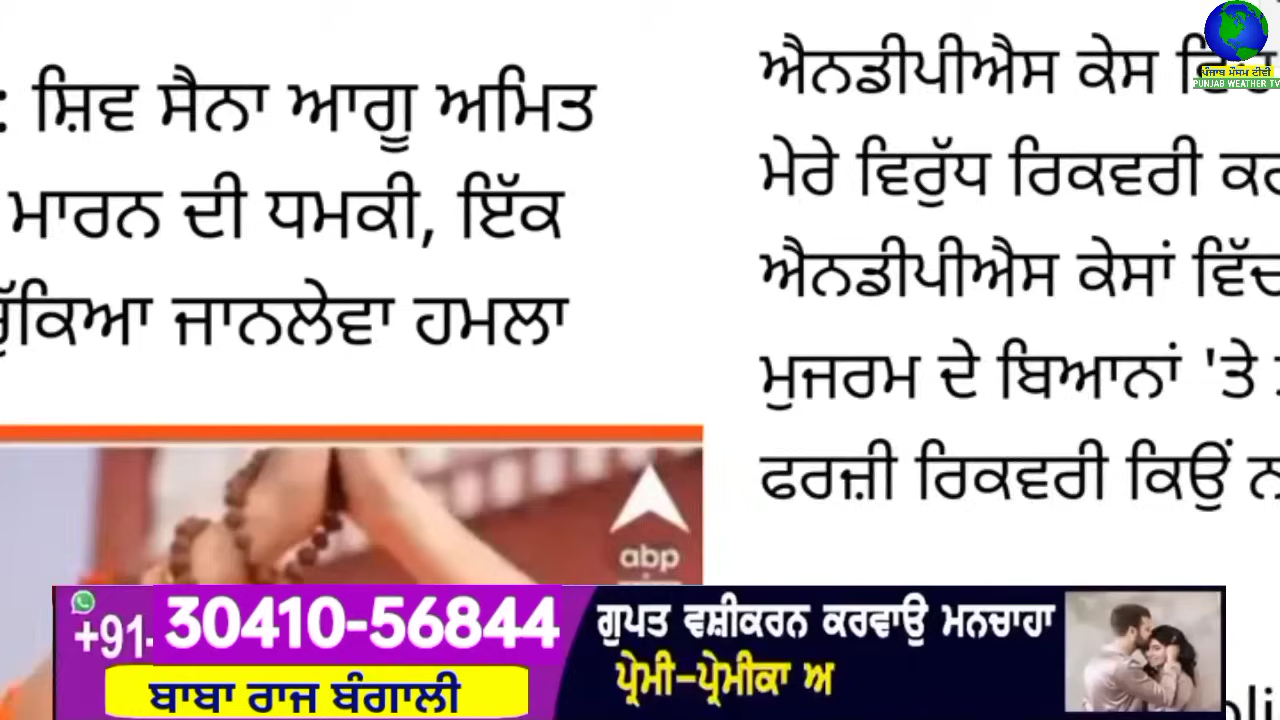 : ਸ਼ਿਵ ਸੈਨਾ ਆਗੂ ਅਮਿਤ
ਮਾਰਨ ਦੀ ਧਮਕੀ, ਇੱਕ
ਜਾਨਲੇਵਾ ਹਮਲਾ
ਐਨਡੀਪੀਐਸ ਕੇਸ
ਮੇਰੇ ਵਿਰੁੱਧ ਰਿਕਵਰੀ
ਐਨਡੀਪੀਐਸ ਕੇਸਾਂ ਵਿੱਚ
ਮੁਜਰਮ ਦੇ ਬਿਆਨਾਂ 'ਤੇ
ਫਰਜ਼ੀ ਰਿਕਵਰੀ ਕਿਉਂ
ਪੰਜਾਬ ਮੌਸਮ ਟੀਵੀ
PUNJAB WEATHER TV
abp
+91- 30410-56844
ਬਾਬਾ ਰਾਜ ਬੰਗਾਲੀ
ਗੁਪਤ ਵਸ਼ੀਕਰਨ ਕਰਵਾਉ ਮਨਚਾਹਾ
ਪ੍ਰੇਮੀ-ਪ੍ਰੇਮੀਕਾ ਅ